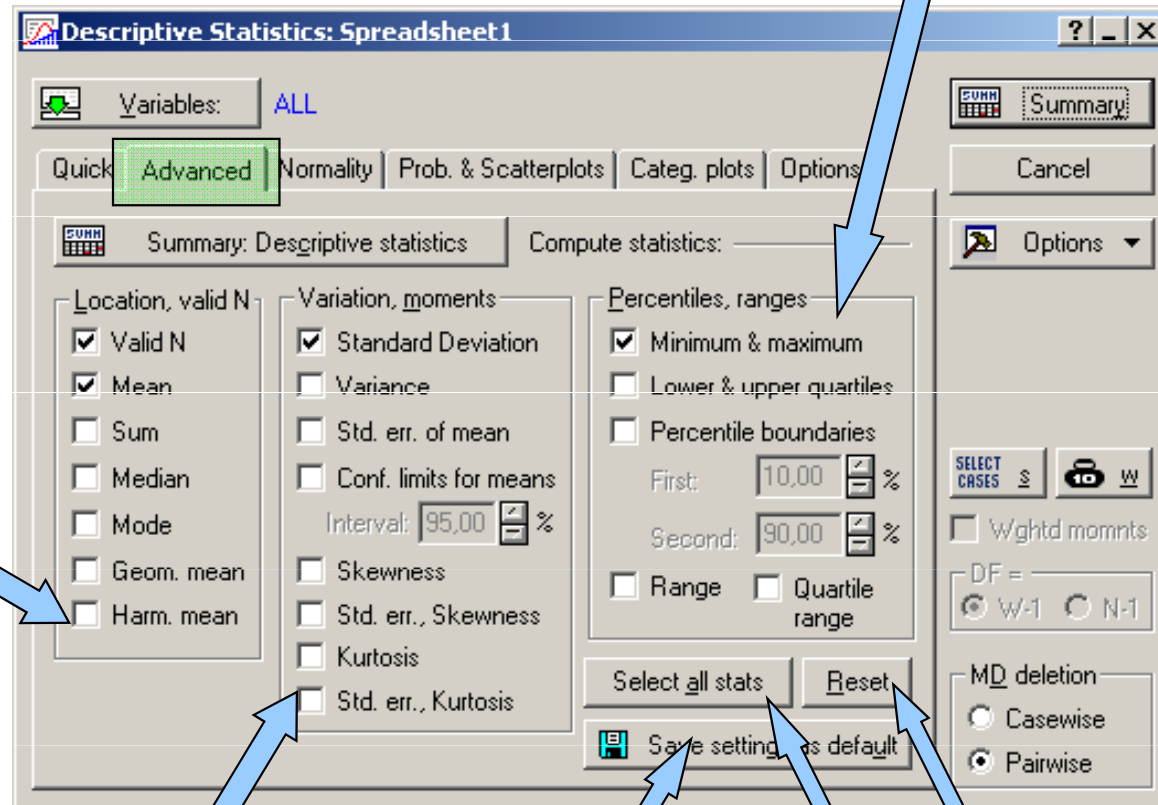 Descriptive Statistics: Spreadsheet1
Variables: ALL
Summary
Quick Advanced Normality Prob. & Scatterplots Categ. plots Options
Cancel
Summary: Descriptive statistics
Compute statistics:
Options
Location, valid N
Valid N
Mean
Sum
Median
Mode
Geom. mean
Harm. mean
Variation, moments
Standard Deviation
Variance
Std. err. of mean
Conf. limits for means
Interval: 95,00 %
Skewness
Std. err., Skewness
Kurtosis
Std. err., Kurtosis
Percentiles, ranges
Minimum & maximum
Lower & upper quartiles
Percentile boundaries
First: 10,00 %
Second: 90,00 %
Range
Quartile
range
Select all stats
Reset
Save settings as default
SELECT
CASES S
W
Wghtd momnts
DF =
W-1 N-1
MD deletion
Casewise
Pairwise